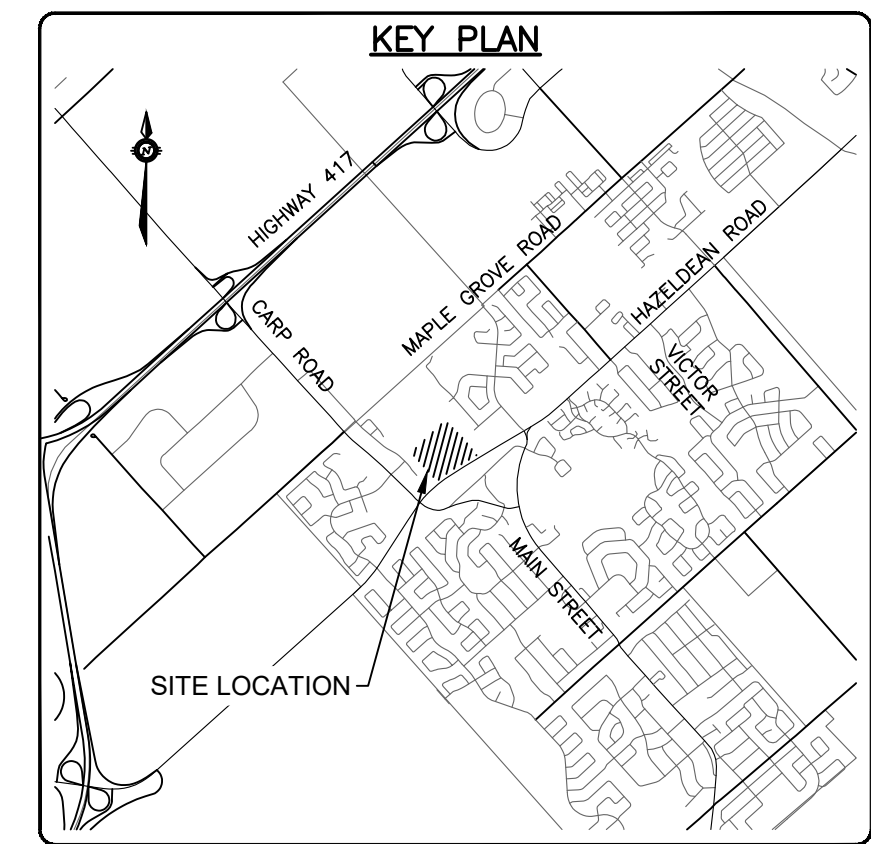 KEY PLAN
N
HIGHWAY 417
MAPLE GROVE ROAD
HAZELDEAN ROAD
CARP ROAD
VICTOR
STREET
MAIN STREET
SITE LOCATION